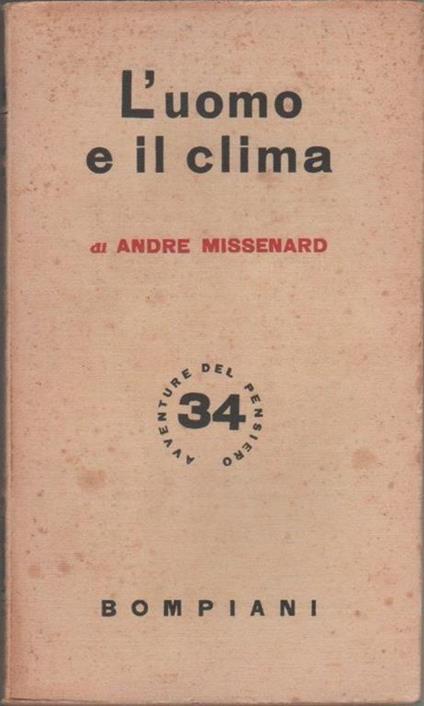 L'uomo
e il clima
di ANDRE MISSENARD
AVVENTURE DEL PENSIERO
34
BOMPIANI